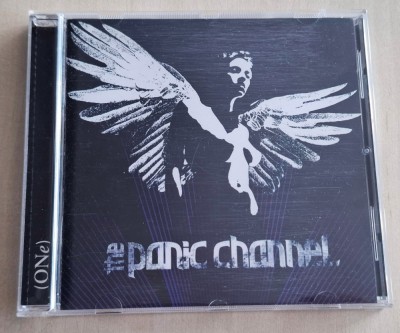 the panic channel.
(ONe)